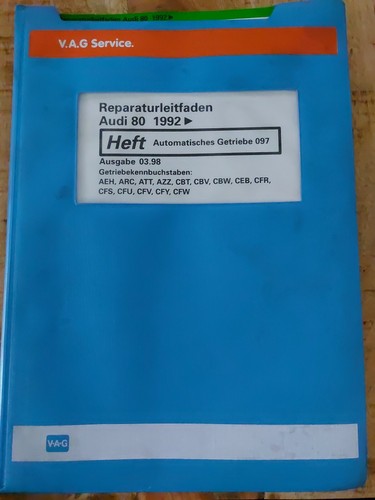 V.A.G Service.
Reparaturleitfaden
Audi 80 1992►
Heft Automatisches Getriebe 097
Ausgabe 03.98
Getriebekennbuchstaben:
AEH, ARC, ATT, AZZ, CBT, CBV, CBW, CEB, CFR,
CFS, CFU, CFV, CFY, CFW
V·A·G